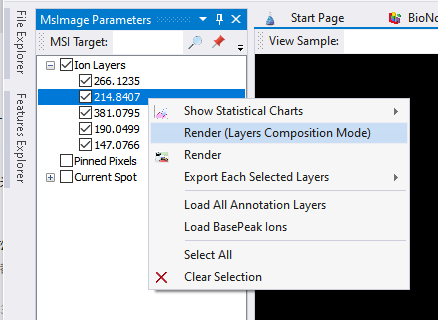 File Explorer
Features Explorer
MsImage Parameters
MSI Target:
Ion Layers
266.1235
214.8407
381.0795
190.0499
147.0766
Pinned Pixels
Current Spot
Start Page
BioNo
View Sample:
Show Statistical Charts
Render (Layers Composition Mode)
Render
Export Each Selected Layers
Load All Annotation Layers
Load BasePeak Ions
Select All
Clear Selection